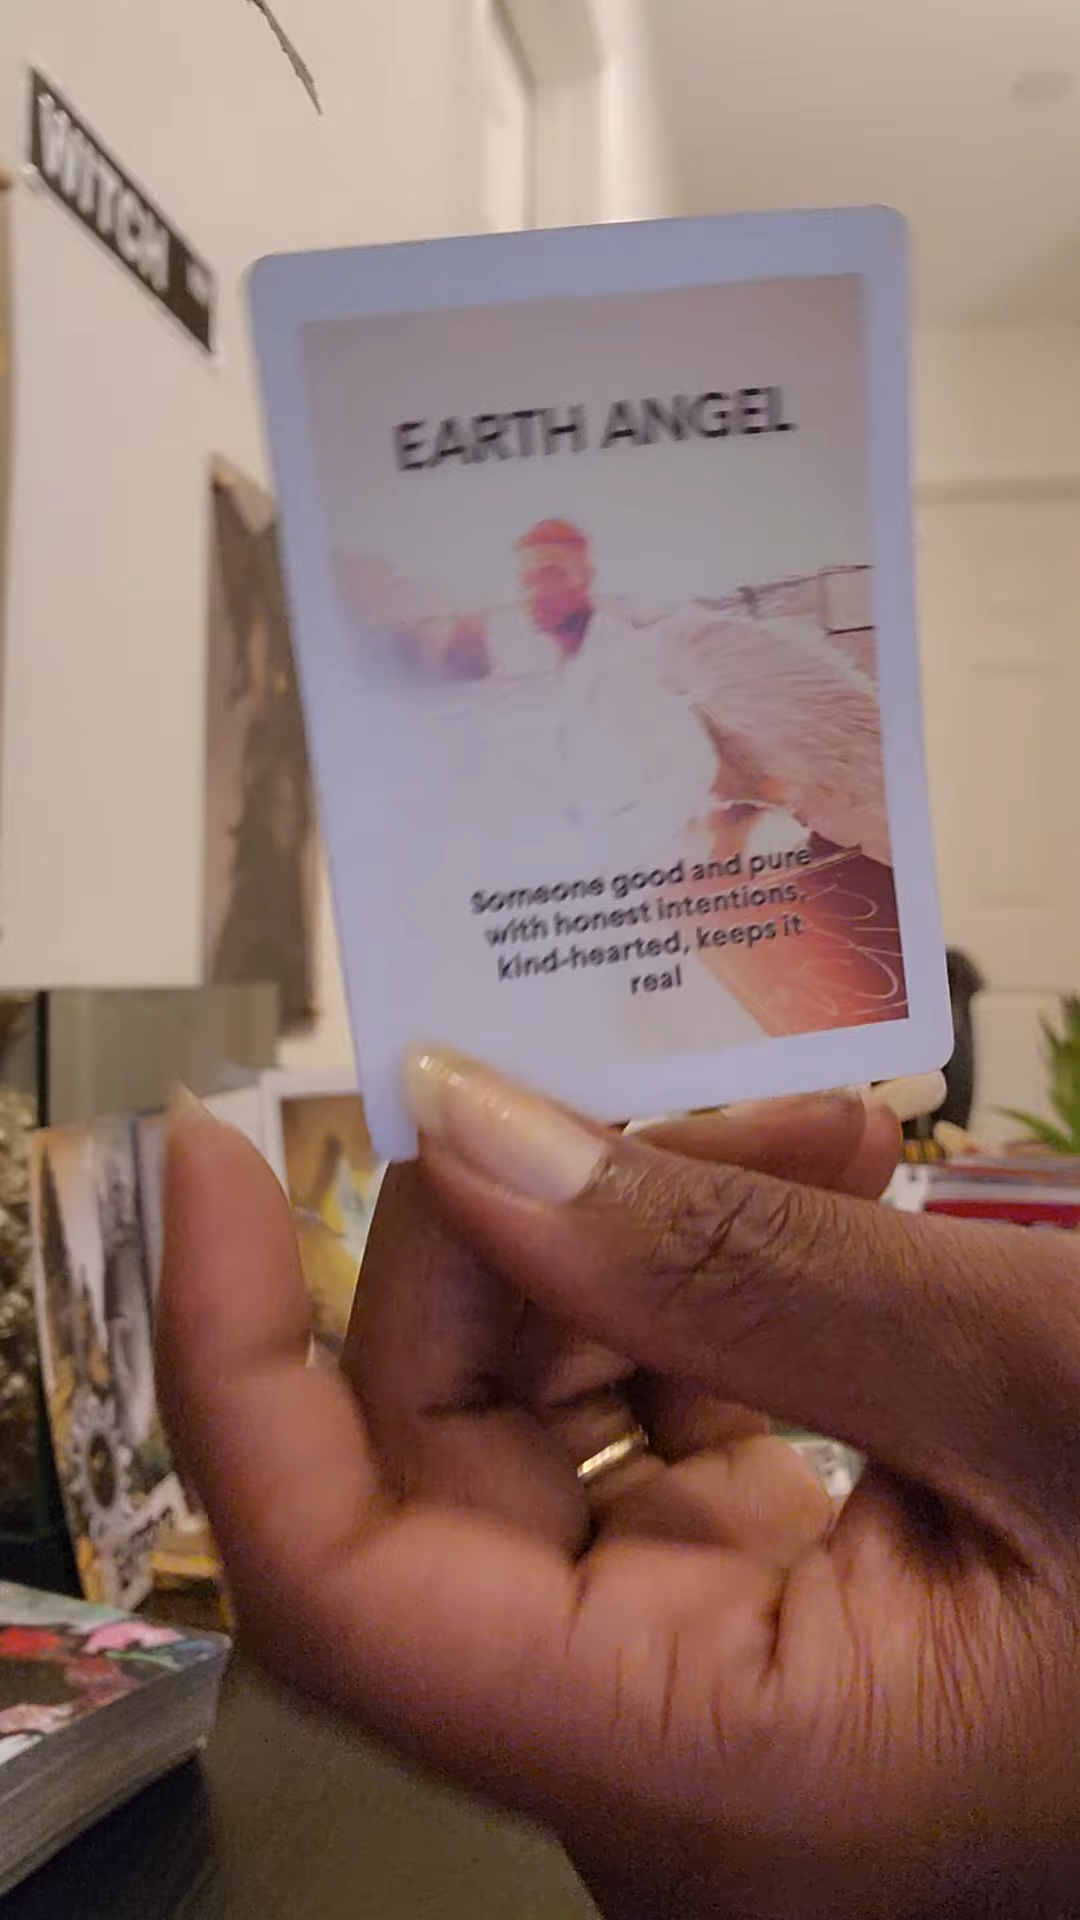 WITCH
EARTH ANGEL
Someone good and pure
with honest intentions,
kind-hearted, keeps it
real